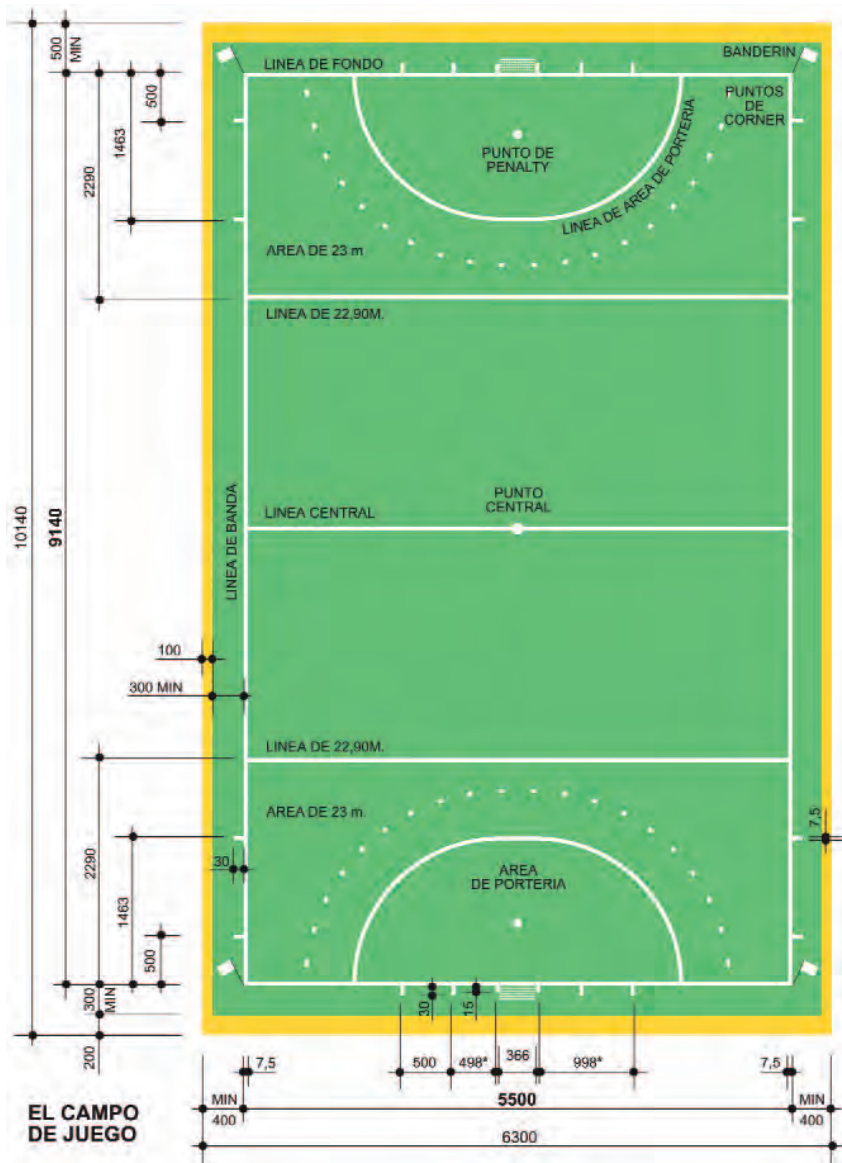 500
MIN
BANDERIN
LINEA DE FONDO
PUNTOS
DE
CORNER
500
1463
2290
PUNTO DE
PENALTY
LINEA DE AREA DE PORTERIA
AREA DE 23 m
LINEA DE 22,90M.
LINEA DE BANDA
PUNTO
CENTRAL
LINEA CENTRAL
10140
9140
100
300 MIN
LINEA DE 22,90M.
AREA DE 23 m.
7,5
2290
30
AREA
DE PORTERIA
1463
500
300
MIN
30
15
200
7,5
500
498*
366
998*
7,5
MIN
400
5500
MIN
400
6300
EL CAMPO
DE JUEGO